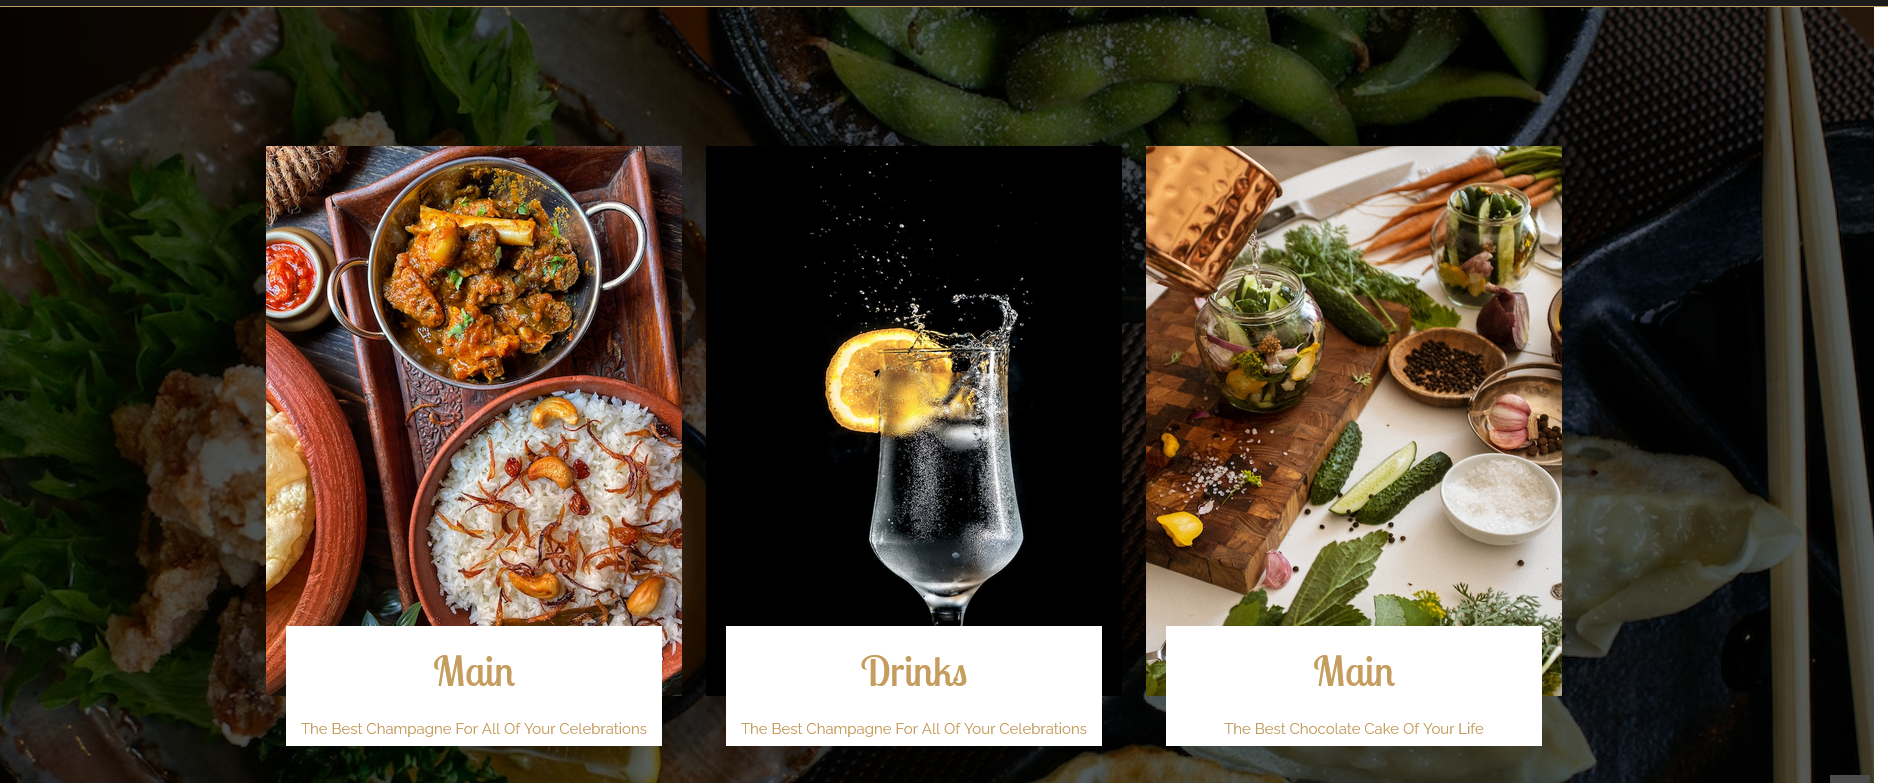 Main
The Best Champagne For All Of Your Celebrations
Drinks
The Best Champagne For All Of Your Celebrations
Main
The Best Chocolate Cake Of Your Life